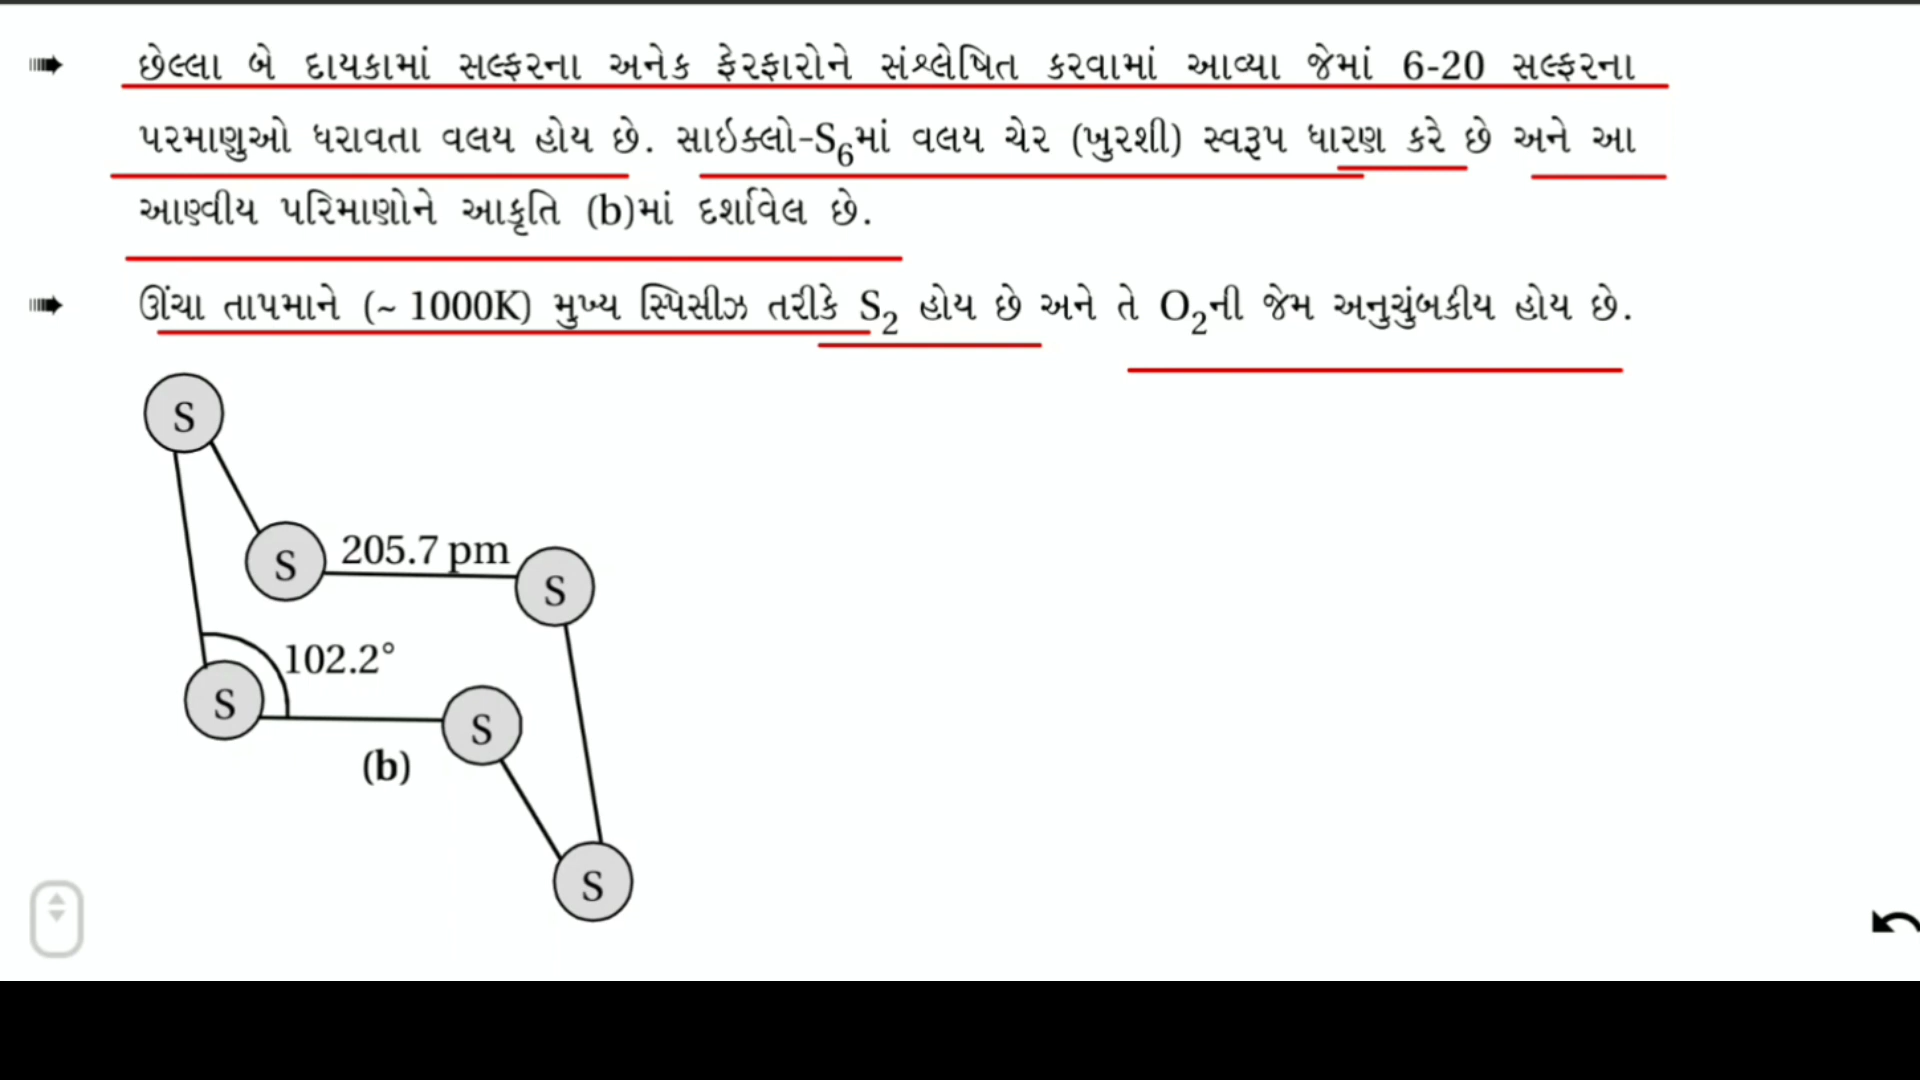 છેલ્લા બે દાયકામાં સલ્ફરના અનેક ફેરફારોને સંશ્લેષિત કરવામાં આવ્યા જેમાં 6-20 સલ્ફરના
પરમાણુઓ ધરાવતા વલય હોય છે. સાઇક્લો-S₆માં વલય ચેર (ખુરશી) સ્વરૂપ ધારણ કરે છે અને આ
આણ્વીય પરિમાણોને આકૃતિ (b)માં દર્શાવેલ છે.
ઊંચા તાપમાને (~ 1000K) મુખ્ય સ્પિસીઝ તરીકે S₂ હોય છે અને તે O₂ની જેમ અનુચુંબકીય હોય છે.
S
S 205.7 pm S
102.2°
S S
(b)
S